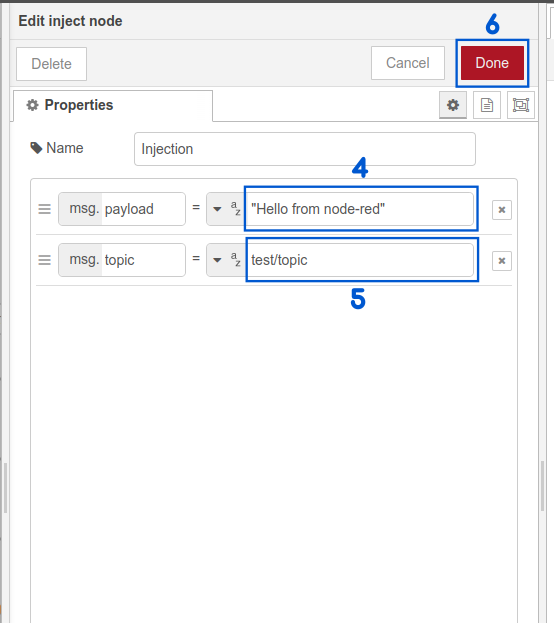 Edit inject node
6
Delete
Cancel
Done
Properties
Name
Injection
4
msg. payload = a z "Hello from node-red"
msg. topic = a z test/topic
5